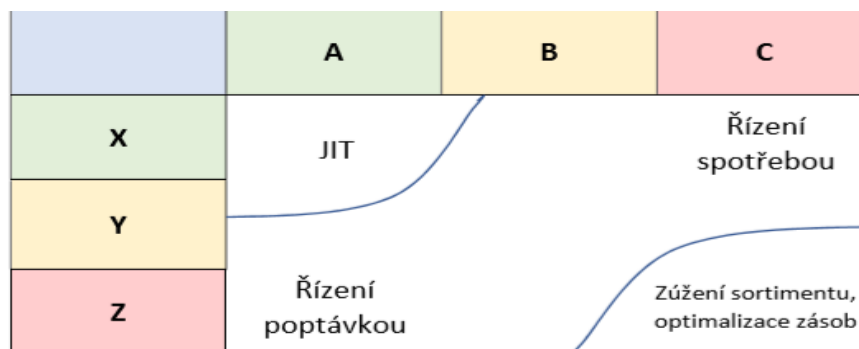 A B C
X
JIT
Řízení
spotřebou
Y
Z
Řízení
poptávkou
Zúžení sortimentu,
optimalizace zásob